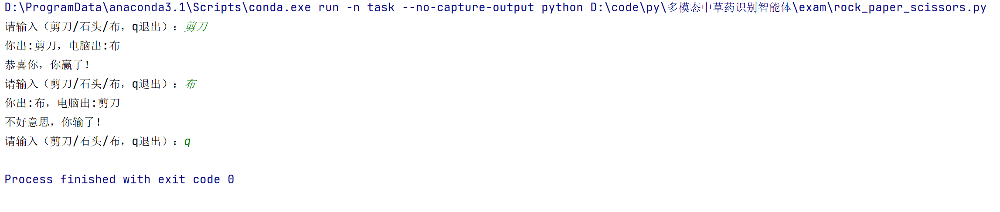 D:\ProgramData\anaconda3.1\Scripts\conda.exe run -n task --no-capture-output python D:\code\py\多模态中草药识别智能体\exam\rock_paper_scissors.py
请输入（剪刀/石头/布，q退出）：剪刀
你出:剪刀，电脑出:布
恭喜你，你赢了！
请输入（剪刀/石头/布，q退出）：布
你出:布，电脑出:剪刀
不好意思，你输了！
请输入（剪刀/石头/布，q退出）：q
Process finished with exit code 0